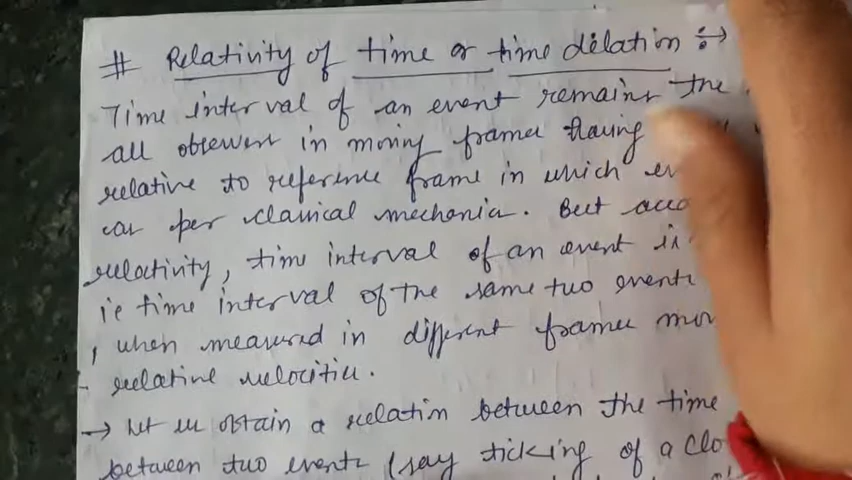 # Relativity of time or time dilation :→
Time interval of an event remains the
all observers in moving frames having
relative to reference frame in which
as per classical mechanics. But acco
relativity, time interval of an event is
i.e time interval of the same two events
, when measured in different frames mov
relative velocities.
→ Let us obtain a relation between the time
between two events (say ticking of a clo